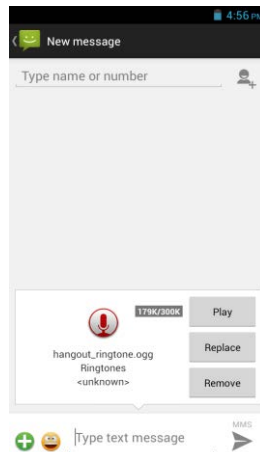 4:56 PM
New message
Type name or number
179K/300K
Play
hangout_ringtone.ogg
Replace
Ringtones
<unknown>
Remove
MMS
Type text message